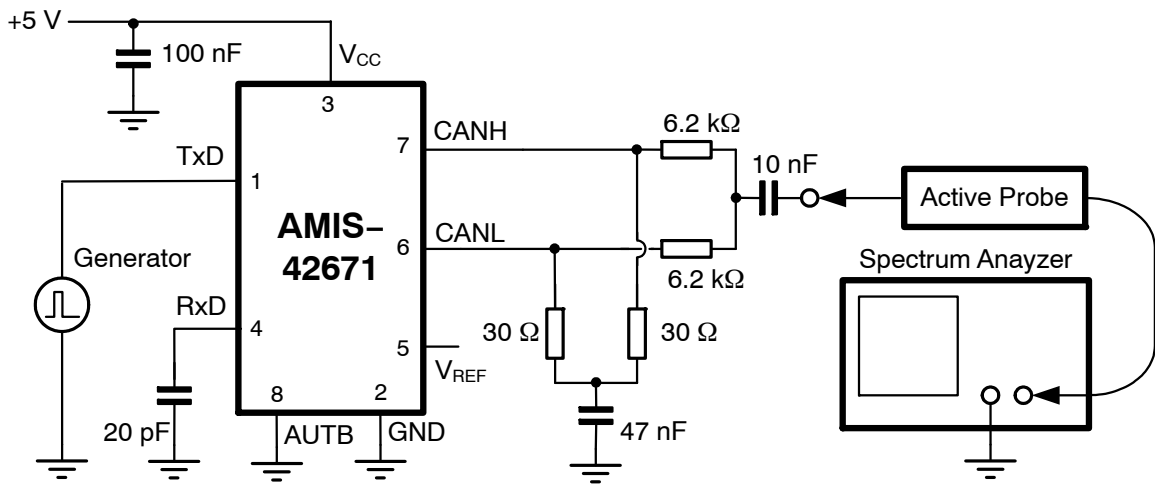 +5 V
100 nF
VCC
3
TxD
1
7
CANH
6.2 kΩ
10 nF
Active Probe
AMIS–
42671
6
CANL
6.2 kΩ
Generator
Spectrum Anayzer
RxD
4
30 Ω
30 Ω
5
VREF
8
2
20 pF
AUTB
GND
47 nF